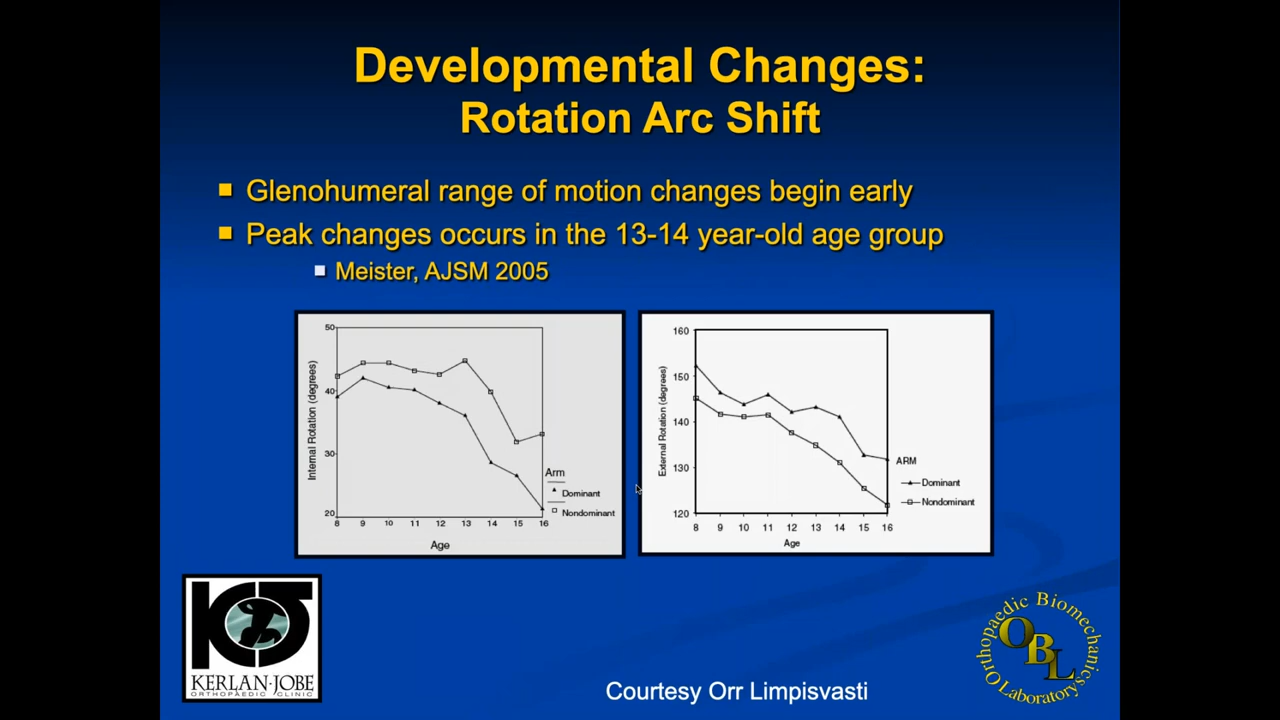 Developmental Changes:
Rotation Arc Shift
Glenohumeral range of motion changes begin early
Peak changes occurs in the 13-14 year-old age group
Meister, AJSM 2005
50
40
30
20
Internal Rotation (degrees)
8 9 10 11 12 13 14 15 16
Age
Arm
Dominant
Nondominant
160
150
140
130
120
External Rotation (degrees)
8 9 10 11 12 13 14 15 16
Age
ARM
Dominant
Nondominant
KJ
KERLAN·JOBE
ORTHOPAEDIC CLINIC
Courtesy Orr Limpisvasti
Orthopaedic Biomechanics
OBL
Laboratory